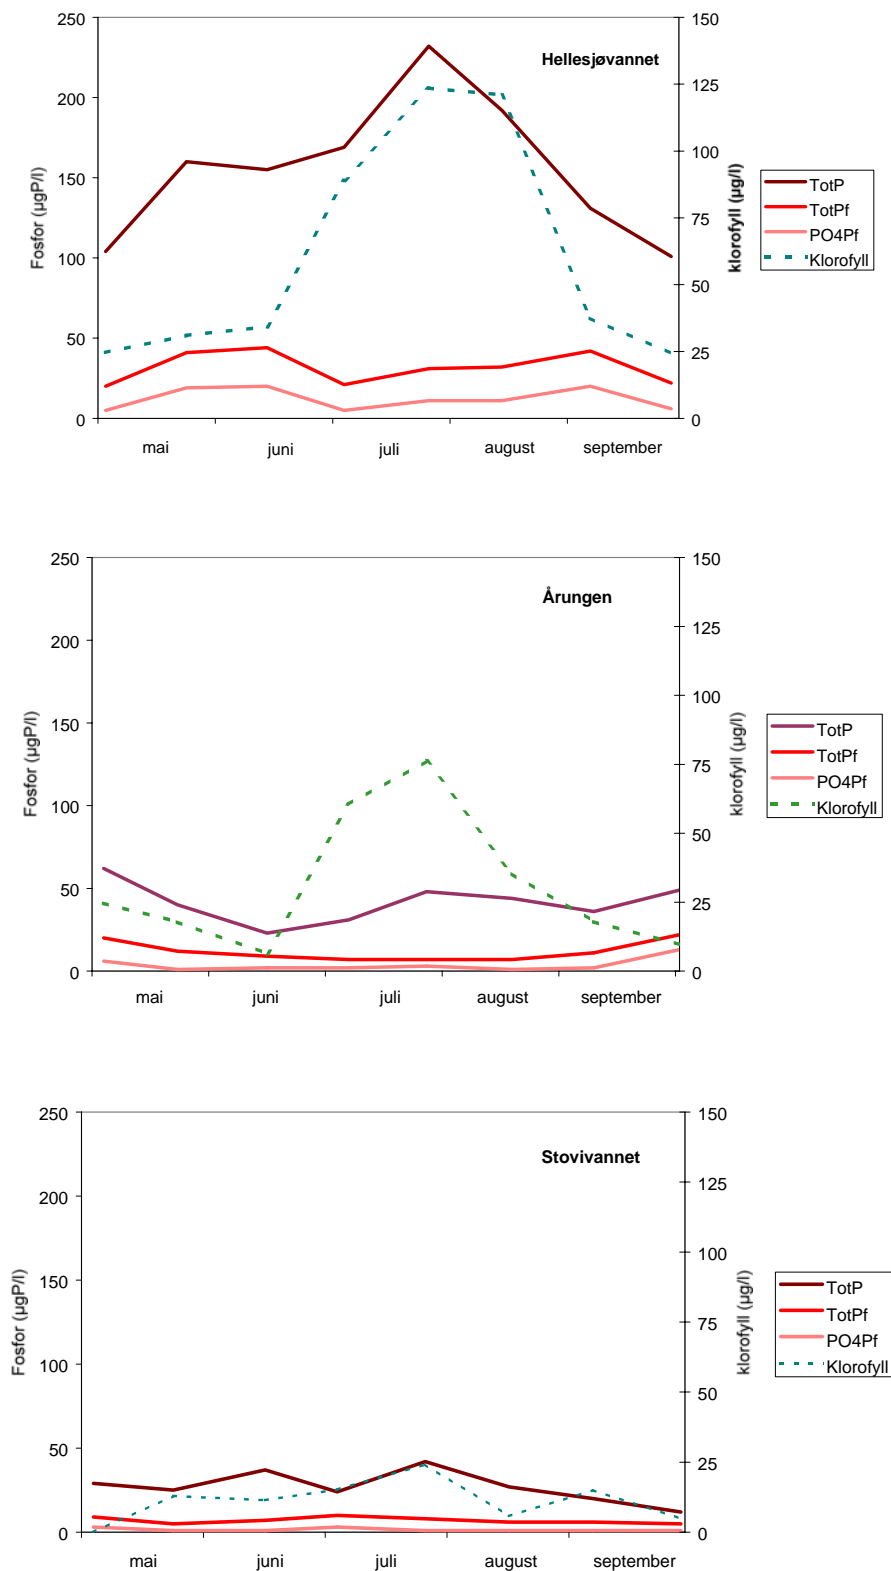 Hellesjøvannet
250
200
150
100
50
0
Fosfor (µgP/l)
150
125
100
75
50
25
0
klorofyll (µg/l)
mai juni juli august september
TotP
TotPf
PO4Pf
Klorofyll
Årungen
250
200
150
100
50
0
Fosfor (µgP/l)
150
125
100
75
50
25
0
klorofyll (µg/l)
mai juni juli august september
TotP
TotPf
PO4Pf
Klorofyll
Stovivannet
250
200
150
100
50
0
Fosfor (µgP/l)
150
125
100
75
50
25
0
klorofyll (µg/l)
mai juni juli august september
TotP
TotPf
PO4Pf
Klorofyll